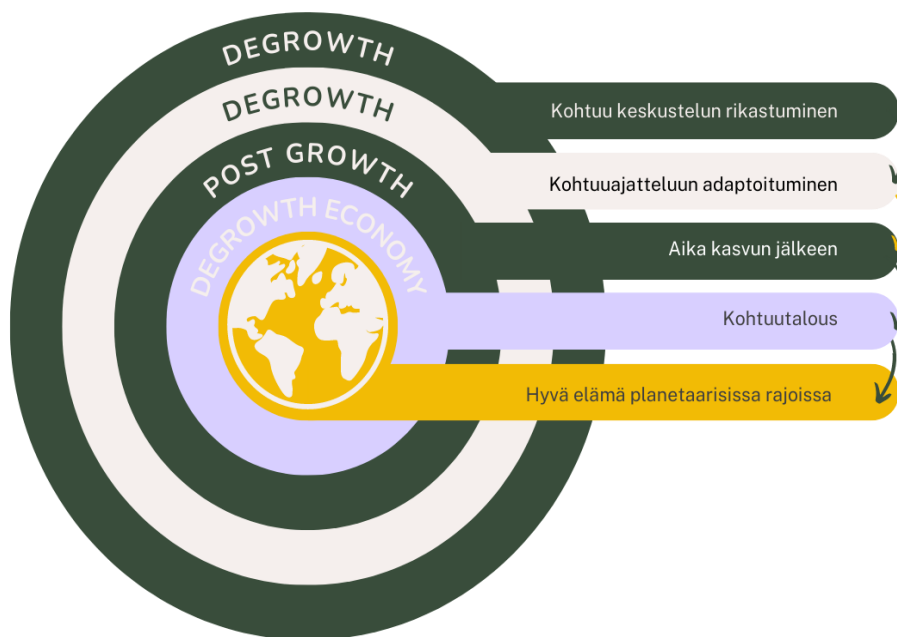 DEGROWTH
DEGROWTH
POST GROWTH
DEGROWTH ECONOMY
Kohtuu keskustelun rikastuminen
Kohtuuajatteluun adaptoituminen
Aika kasvun jälkeen
Kohtuutalous
Hyvä elämä planetaarisissa rajoissa